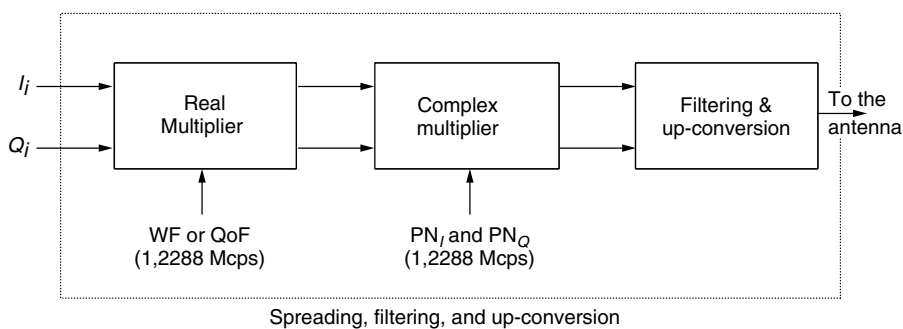 I_i
Q_i
Real
Multiplier
Complex
multiplier
Filtering &
up-conversion
To the
antenna
WF or QoF
(1,2288 Mcps)
PN_I and PN_Q
(1,2288 Mcps)
Spreading, filtering, and up-conversion